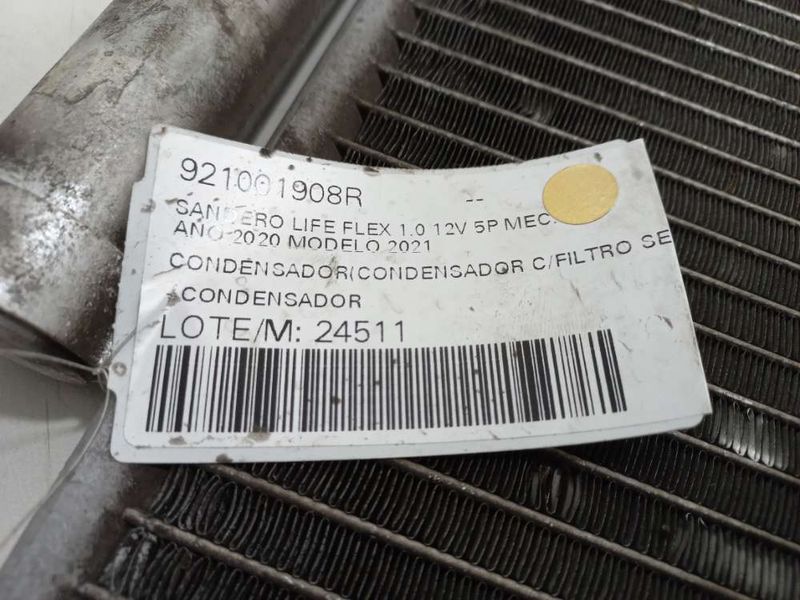 921001908R --
SANDERO LIFE FLEX 1.0 12V 5P MEC.
ANO 2020 MODELO 2021
CONDENSADOR(CONDENSADOR C/FILTRO SE
CONDENSADOR
LOTE/M: 24511